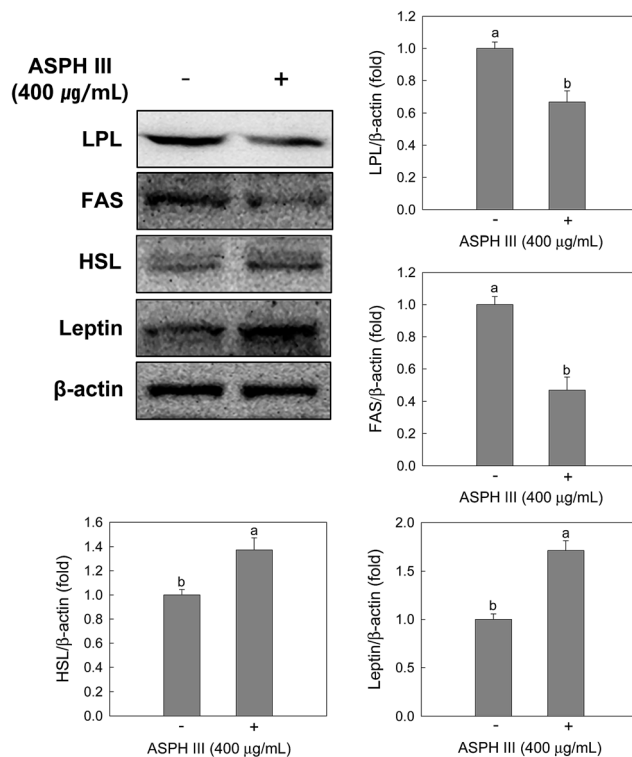 ASPH III
(400 μg/mL)
- +
LPL
FAS
HSL
Leptin
β-actin
LPL/β-actin (fold)
1.2
1.0
0.8
0.6
0.4
0.2
0.0
a
b
- +
ASPH III (400 μg/mL)
FAS/β-actin (fold)
1.2
1.0
0.8
0.6
0.4
0.2
0.0
a
b
- +
ASPH III (400 μg/mL)
HSL/β-actin (fold)
1.6
1.4
1.2
1.0
0.8
0.6
0.4
0.2
0.0
b
a
- +
ASPH III (400 μg/mL)
Leptin/β-actin (fold)
2.0
1.5
1.0
0.5
0.0
b
a
- +
ASPH III (400 μg/mL)